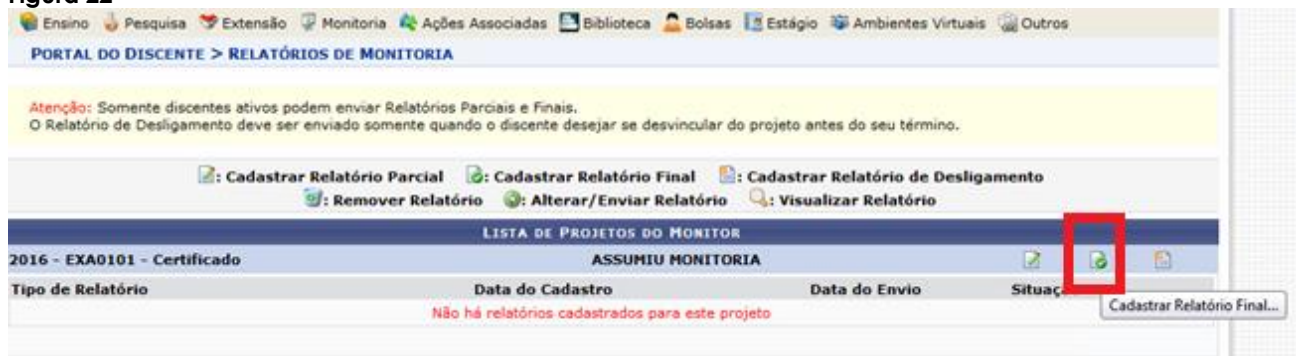 Figura 22
Ensino Pesquisa Extensão Monitoria Ações Associadas Biblioteca Bolsas Estágio Ambientes Virtuais Outros
PORTAL DO DISCENTE > RELATÓRIOS DE MONITORIA
Atenção: Somente discentes ativos podem enviar Relatórios Parciais e Finais.
O Relatório de Desligamento deve ser enviado somente quando o discente desejar se desvincular do projeto antes do seu término.
: Cadastrar Relatório Parcial : Cadastrar Relatório Final : Cadastrar Relatório de Desligamento
: Remover Relatório : Alterar/Enviar Relatório : Visualizar Relatório
LISTA DE PROJETOS DO MONITOR
2016 - EXA0101 - Certificado ASSUMIU MONITORIA
Tipo de Relatório Data do Cadastro Data do Envio Situaç
Cadastrar Relatório Final...
Não há relatórios cadastrados para este projeto